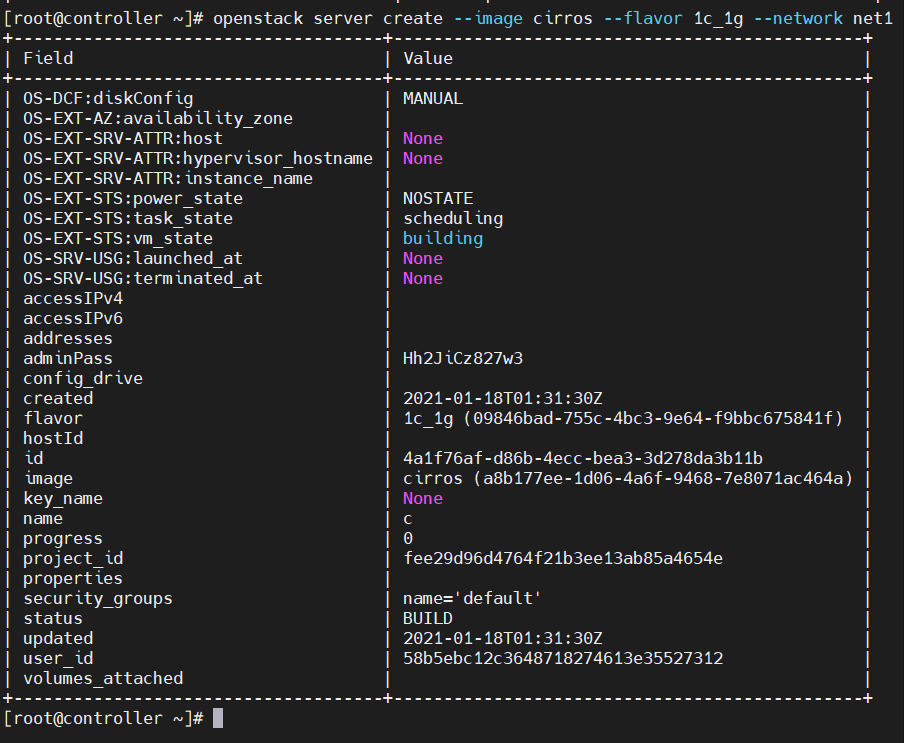 [root@controller ~]# openstack server create --image cirros --flavor 1c_1g --network net1
+-------------------------------------+-----------------------------------------------+
| Field                               | Value                                         |
+-------------------------------------+-----------------------------------------------+
| OS-DCF:diskConfig                   | MANUAL                                        |
| OS-EXT-AZ:availability_zone         |                                               |
| OS-EXT-SRV-ATTR:host                | None                                          |
| OS-EXT-SRV-ATTR:hypervisor_hostname | None                                          |
| OS-EXT-SRV-ATTR:instance_name       |                                               |
| OS-EXT-STS:power_state              | NOSTATE                                       |
| OS-EXT-STS:task_state               | scheduling                                    |
| OS-EXT-STS:vm_state                 | building                                      |
| OS-SRV-USG:launched_at              | None                                          |
| OS-SRV-USG:terminated_at            | None                                          |
| accessIPv4                          |                                               |
| accessIPv6                          |                                               |
| addresses                           |                                               |
| adminPass                           | Hh2JiCz827w3                                  |
| config_drive                        |                                               |
| created                             | 2021-01-18T01:31:30Z                          |
| flavor                              | 1c_1g (09846bad-755c-4bc3-9e64-f9bbc675841f)  |
| hostId                              |                                               |
| id                                  | 4a1f76af-d86b-4ecc-bea3-3d278da3b11b          |
| image                               | cirros (a8b177ee-1d06-4a6f-9468-7e8071ac464a) |
| key_name                            | None                                          |
| name                                | c                                             |
| progress                            | 0                                             |
| project_id                          | fee29d96d4764f21b3ee13ab85a4654e              |
| properties                          |                                               |
| security_groups                     | name='default'                                |
| status                              | BUILD                                         |
| updated                             | 2021-01-18T01:31:30Z                          |
| user_id                             | 58b5ebc12c3648718274613e35527312              |
| volumes_attached                    |                                               |
+-------------------------------------+-----------------------------------------------+
[root@controller ~]#